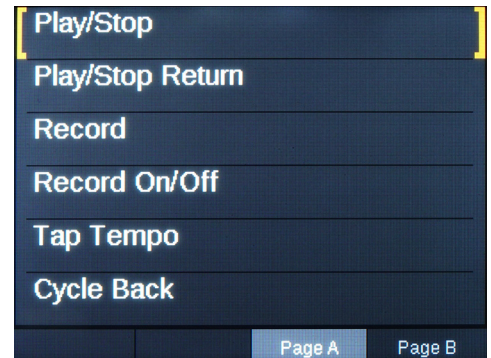 Play/Stop
Play/Stop Return
Record
Record On/Off
Tap Tempo
Cycle Back
Page A Page B